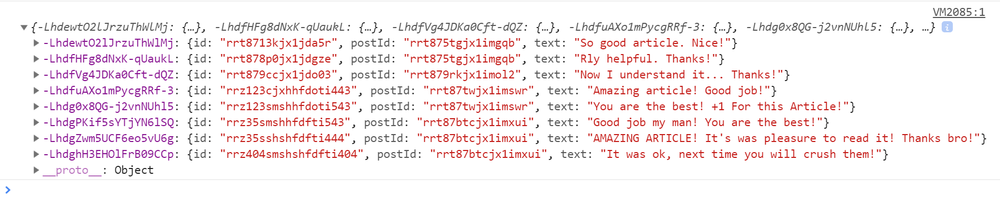 VM2085:1
{-LhdewtO2lJrzuThWlMj: {…}, -LhdfHFg8dNxK-qUaukL: {…}, -LhdfVg4JDKa0Cft-dQZ: {…}, -LhdfuAXo1mPycgRRf-3: {…}, -Lhdg0x8QG-j2vnNUhl5: {…}, …} i
-LhdewtO2lJrzuThWlMj: {id: "rrt8713kjx1jda5r", postId: "rrt875tgjx1imgqb", text: "So good article. Nice!"}
-LhdfHFg8dNxK-qUaukL: {id: "rrt878p0jx1jdgze", postId: "rrt875tgjx1imgqb", text: "Rly helpful. Thanks!"}
-LhdfVg4JDKa0Cft-dQZ: {id: "rrt879ccjx1jdo03", postId: "rrt879rkjx1imol2", text: "Now I understand it... Thanks!"}
-LhdfuAXo1mPycgRRf-3: {id: "rrz123cjxhhfdoti443", postId: "rrt87twjx1imswr", text: "Amazing article! Good job!"}
-Lhdg0x8QG-j2vnNUhl5: {id: "rrz123smshhfdoti543", postId: "rrt87twjx1imswr", text: "You are the best! +1 For this Article!"}
-LhdgPKif5sYTjYN6lSQ: {id: "rrz35smshhfdfti543", postId: "rrt87btcjx1imxui", text: "Good job my man! You are the best!"}
-LhdgZwm5UCF6eo5vU6g: {id: "rrz35sshshfdfti444", postId: "rrt87btcjx1imxui", text: "AMAZING ARTICLE! It's was pleasure to read it! Thanks bro!"}
-LhdghH3EHOlFrB09CCp: {id: "rrz404smshshfdfti404", postId: "rrt87btcjx1imxui", text: "It was ok, next time you will crush them!"}
__proto__: Object